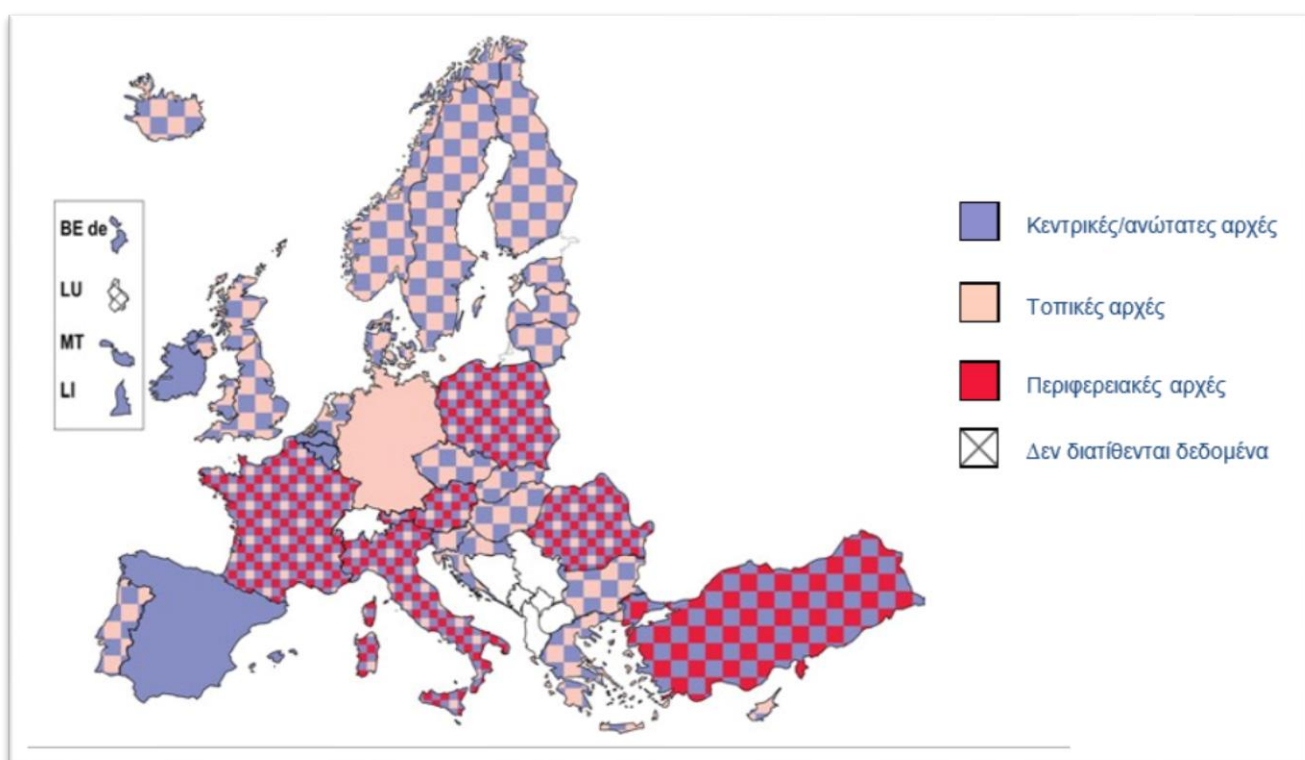 BE de
LU
MT
LI
Κεντρικές/ανώτατες αρχές
Τοπικές αρχές
Περιφερειακές αρχές
Δεν διατίθενται δεδομένα